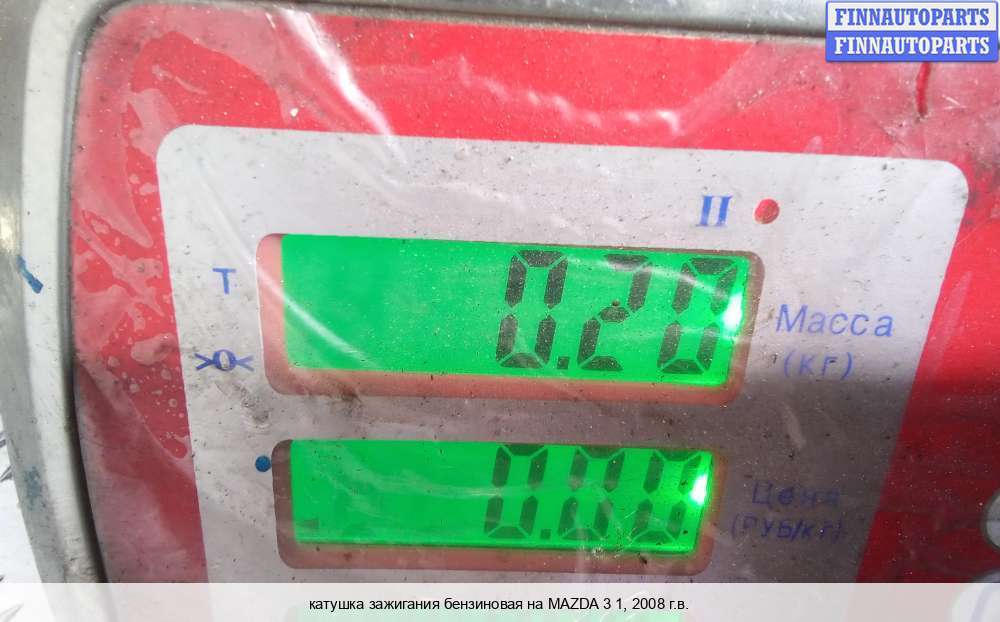 FINNAUTOPARTS
FINNAUTOPARTS
II
T
0.20
Масса
>0<
(кг)
Цена
(РУБ/кг)
катушка зажигания бензиновая на MAZDA 3 1, 2008 г.в.